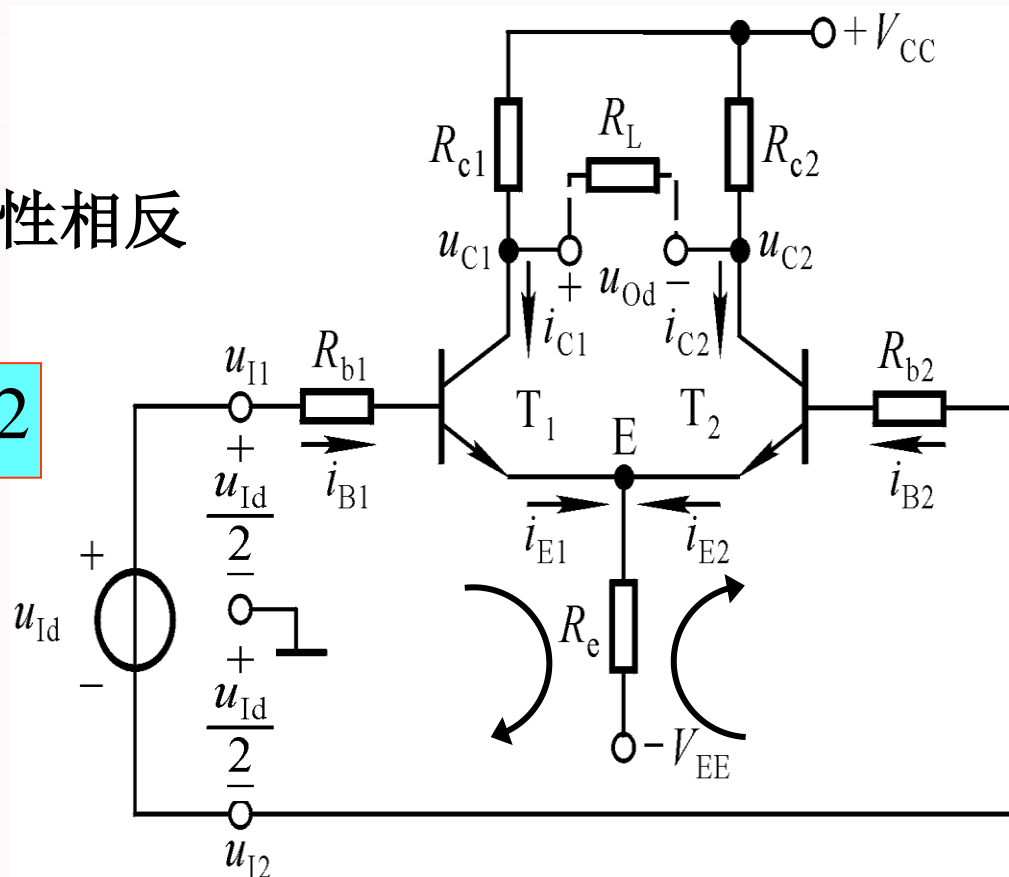 +V_CC
R_L
R_c1
R_c2
性相反
u_C1
u_C2
+ u_Od −
i_C1
i_C2
u_I1
R_b1
R_b2
2
T_1
T_2
E
+
i_B1
i_B2
u_Id
2
−
i_E1
i_E2
+
u_Id
−
R_e
+
u_Id
2
−
−V_EE
u_I2